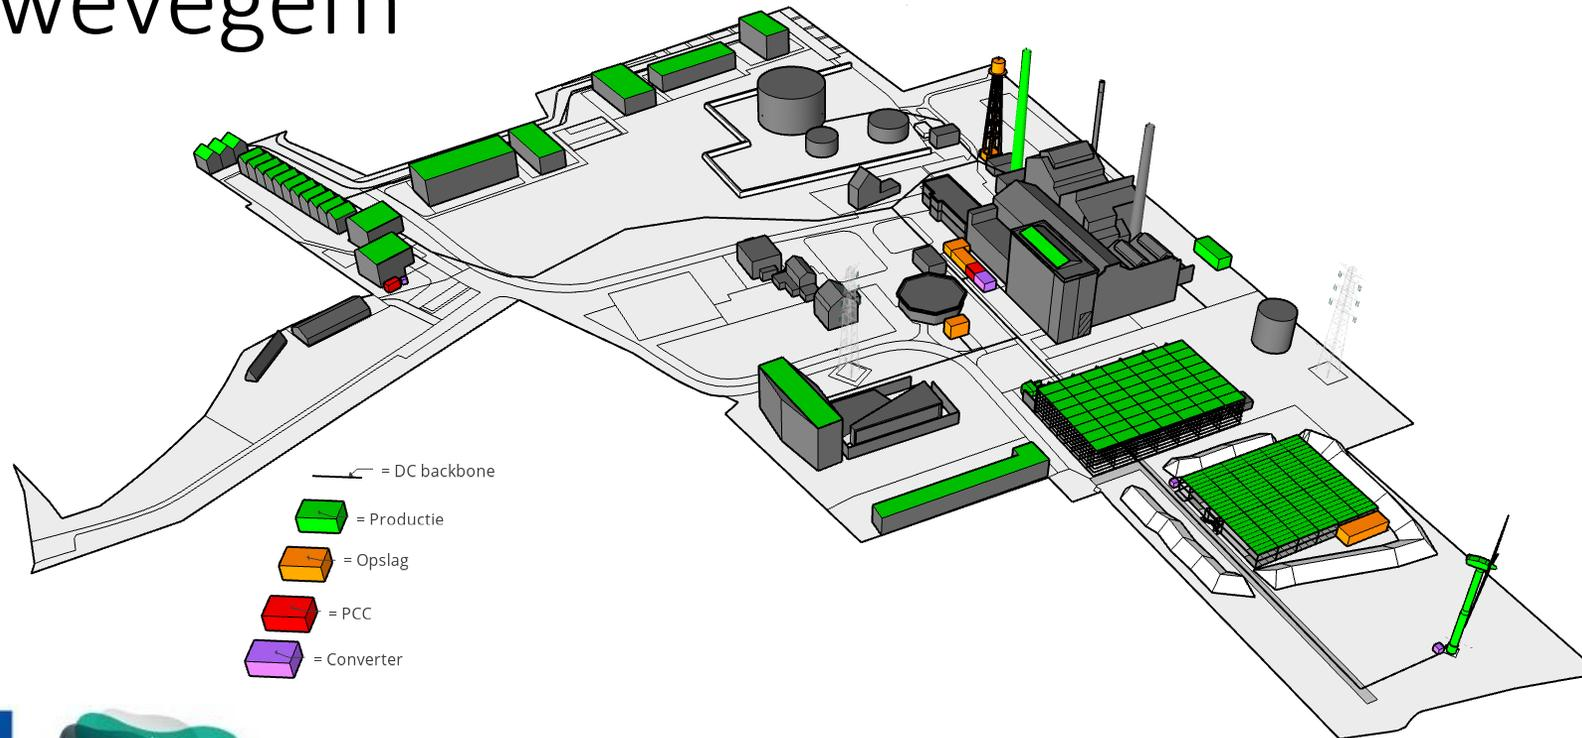 wevegem
= DC backbone
= Productie
= Opslag
= PCC
= Converter